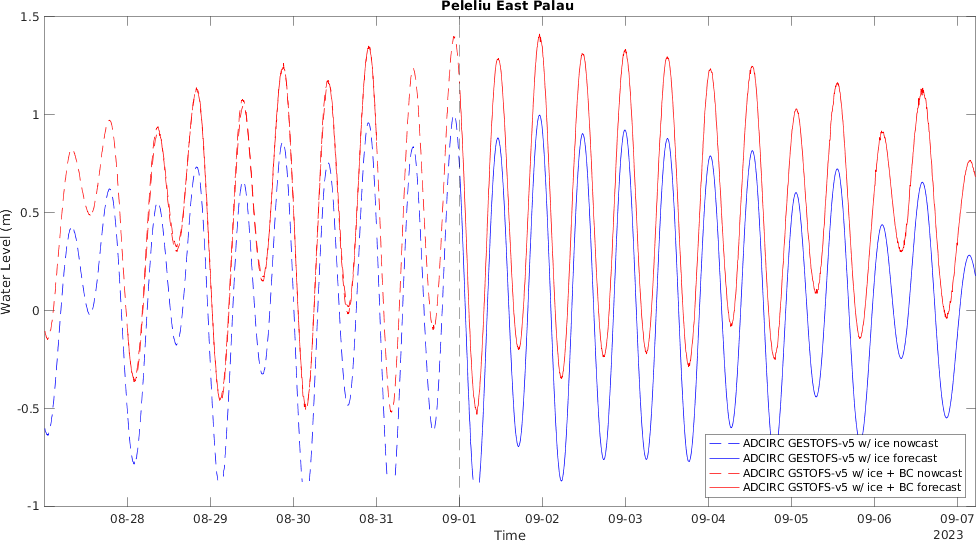 Peleliu East Palau
1.5
1
0.5
0
-0.5
-1
Water Level (m)
ADCIRC GESTOFS-v5 w/ ice nowcast
ADCIRC GESTOFS-v5 w/ ice forecast
ADCIRC GSTOFS-v5 w/ ice + BC nowcast
ADCIRC GSTOFS-v5 w/ ice + BC forecast
08-28 08-29 08-30 08-31 09-01 09-02 09-03 09-04 09-05 09-06 09-07
Time
2023